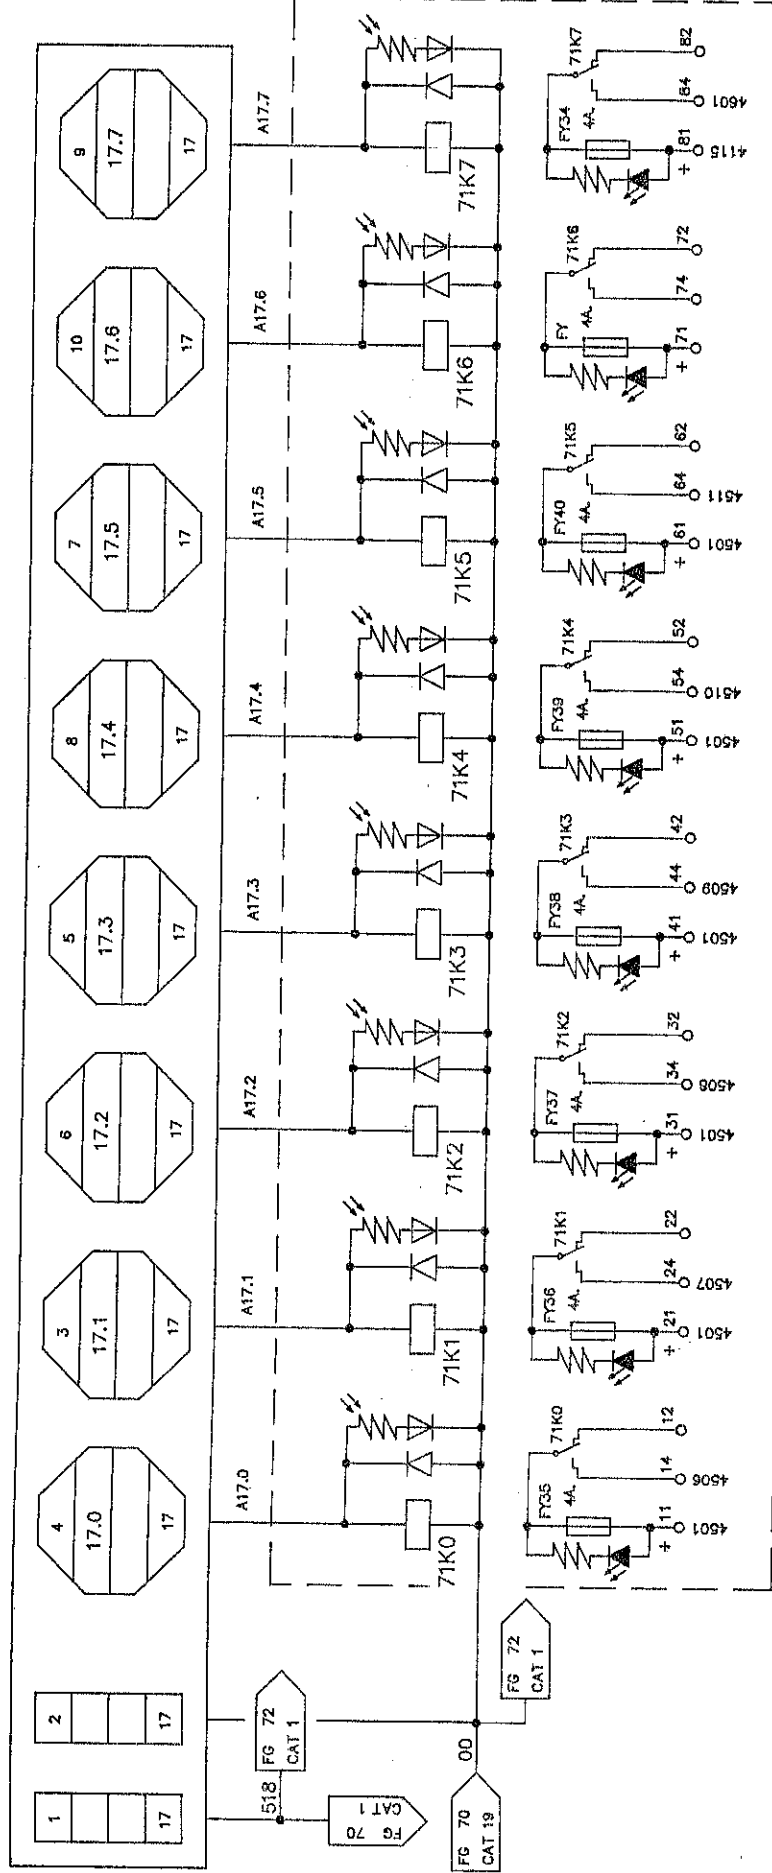 1
17
2
17
4
17.0
17
3
17.1
17
6
17.2
17
5
17.3
17
8
17.4
17
7
17.5
17
10
17.6
17
9
17.7
17
A17.0
A17.1
A17.2
A17.3
A17.4
A17.5
A17.6
A17.7
518
FG 72
CAT 1
FG 70
CAT 1
71K0
71K1
71K2
71K3
71K4
71K5
71K6
71K7
00
FG 70
CAT 19
FG 72
CAT 1
FY35
4A.
71K0
+
11
14
12
4501
4506
FY36
4A.
71K1
+
21
24
22
4501
4507
FY37
4A.
71K2
+
31
34
32
4501
4508
FY38
4A.
71K3
+
41
44
42
4501
4509
FY39
4A.
71K4
+
51
54
52
4501
4510
FY40
4A.
71K5
+
61
64
62
4501
4511
FY
4A.
71K6
+
71
74
72
FY34
4A.
71K7
+
81
84
82
4115
4601